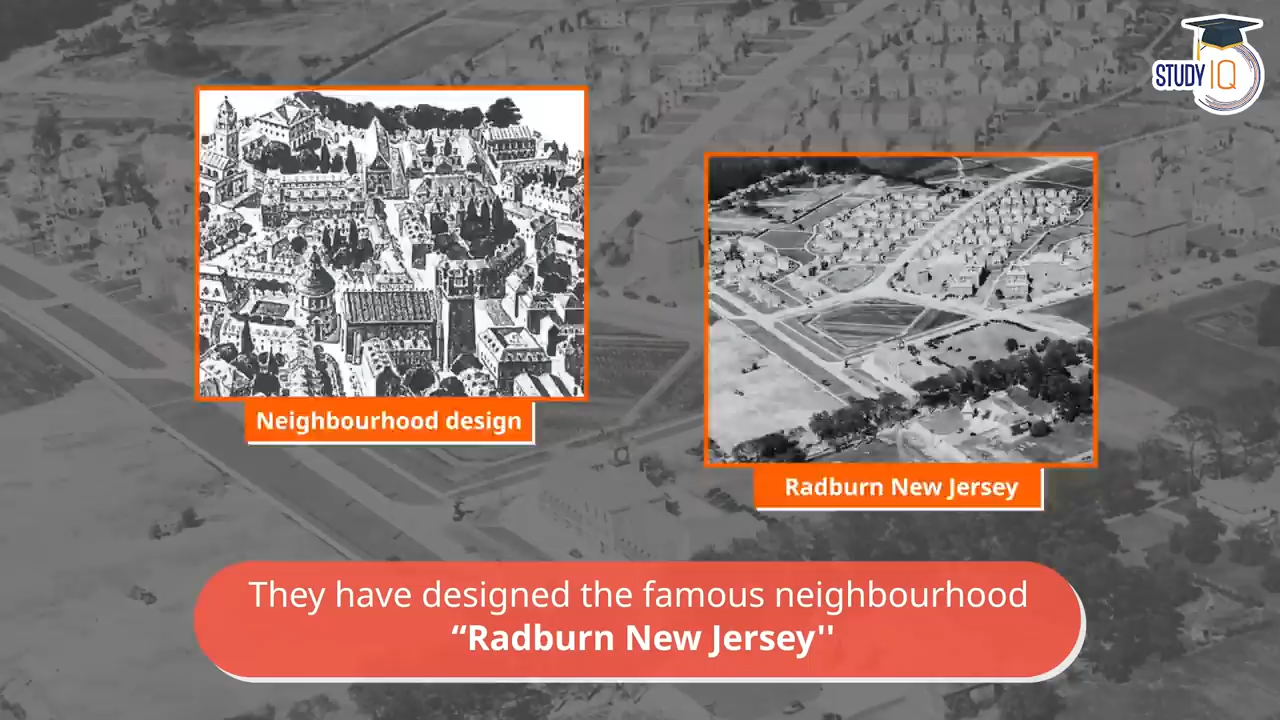 STUDY IQ
Neighbourhood design
Radburn New Jersey
They have designed the famous neighbourhood
“Radburn New Jersey''